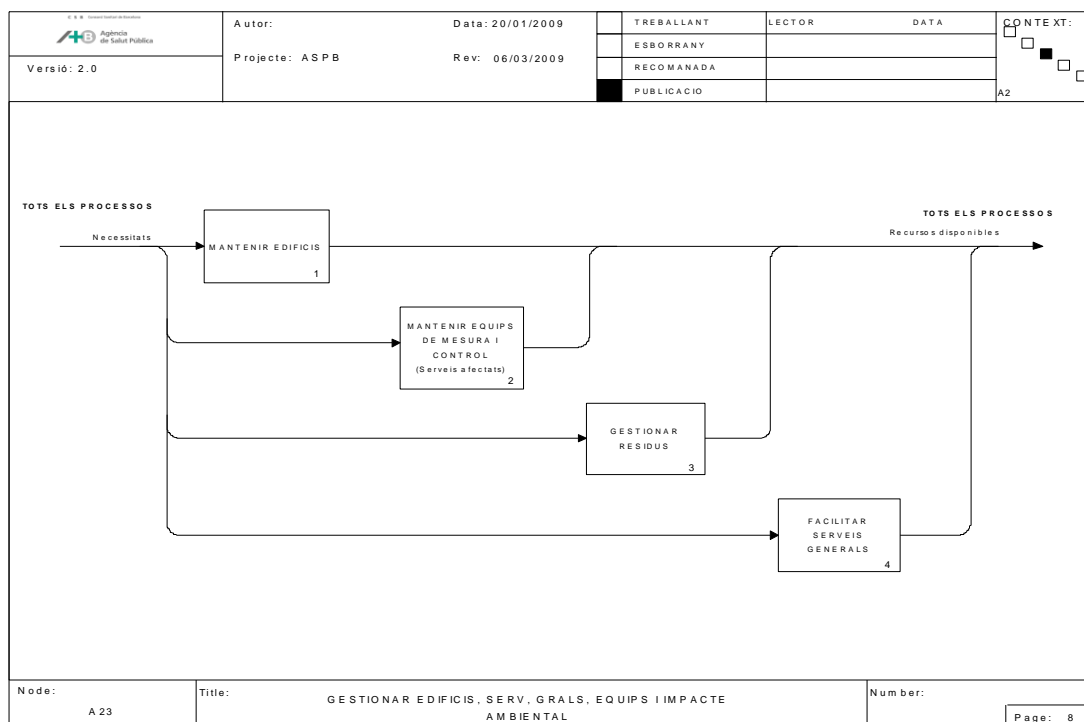 Agència
de Salut Pública
Versió: 2.0
Autor:
Data: 20/01/2009
Projecte: ASPB
Rev: 06/03/2009
TREBALLANT
LECTOR
DATA
ESBORRANY
RECOMANADA
PUBLICACIO
CONTEXT:
A2
TOTS ELS PROCESSOS
Necessitats
MANTENIR EDIFICIS
1
MANTENIR EQUIPS
DE MESURA I
CONTROL
(Serveis afectats)
2
GESTIONAR
RESIDUS
3
FACILITAR
SERVEIS
GENERALS
4
TOTS ELS PROCESSOS
Recursos disponibles
Node:
A23
Title:
GESTIONAR EDIFICIS, SERV, GRALS, EQUIPS I IMPACTE
AMBIENTAL
Number:
Page: 8